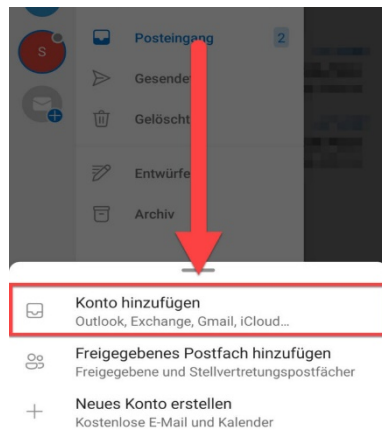 S
Posteingang 2
Gesende
Gelöscht
Entwürfe
Archiv
Konto hinzufügen
Outlook, Exchange, Gmail, iCloud...
Freigegebenes Postfach hinzufügen
Freigegebene und Stellvertretungspostfächer
Neues Konto erstellen
Kostenlose E-Mail und Kalender